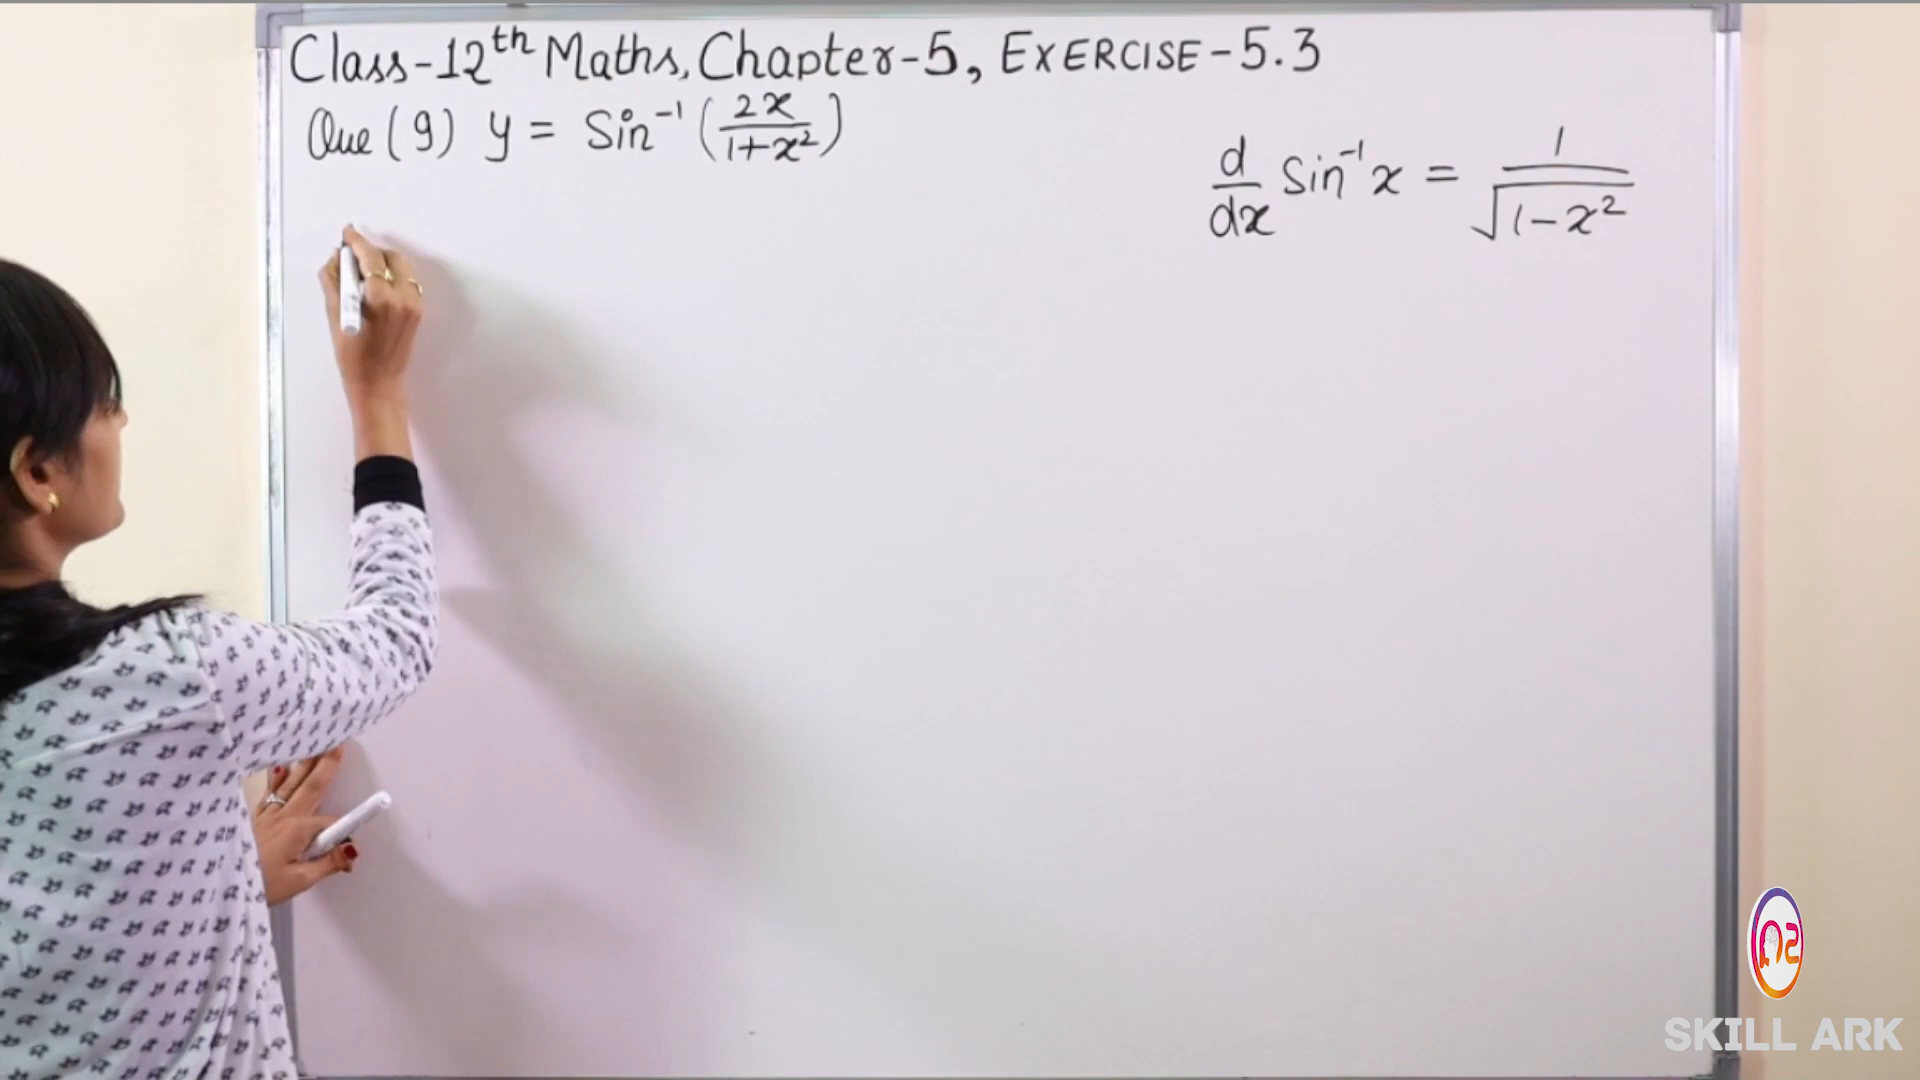 Class-12th Maths, Chapter-5, EXERCISE-5.3
Que (9) y = Sin⁻¹ (2x/1+x²)
d/dx Sin⁻¹x = 1/√1-x²
SKILL ARK